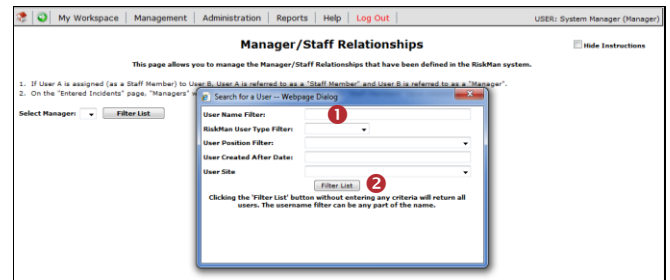 My Workspace | Management | Administration | Reports | Help | Log Out | USER: System Manager (Manager)
Manager/Staff Relationships
Hide Instructions
This page allows you to manage the Manager/Staff Relationships that have been defined in the RiskMan system.
1. If User A is assigned (as a Staff Member) to User B, User A is referred to as a "Staff Member" and User B is referred to as a "Manager".
2. On the "Entered Incidents" page, "Managers"
Select Manager: Filter List
Search for a User -- Webpage Dialog
User Name Filter: 1
RiskMan User Type Filter:
User Position Filter:
User Created After Date:
User Site
Filter List 2
Clicking the 'Filter List' button without entering any criteria will return all
users. The username filter can be any part of the name.